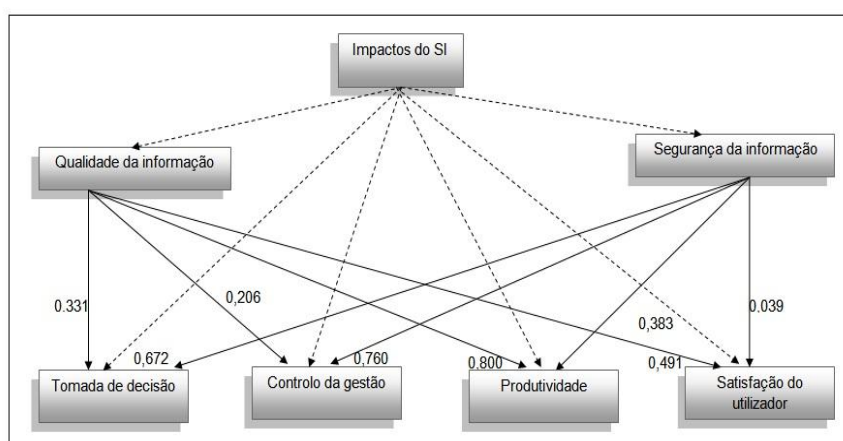 Impactos do SI
Qualidade da informação
Segurança da informação
0.331
0,206
0,383
0.039
0,672
0,760
0,800
0,491
Tomada de decisão
Controlo da gestão
Produtividade
Satisfação do
utilizador